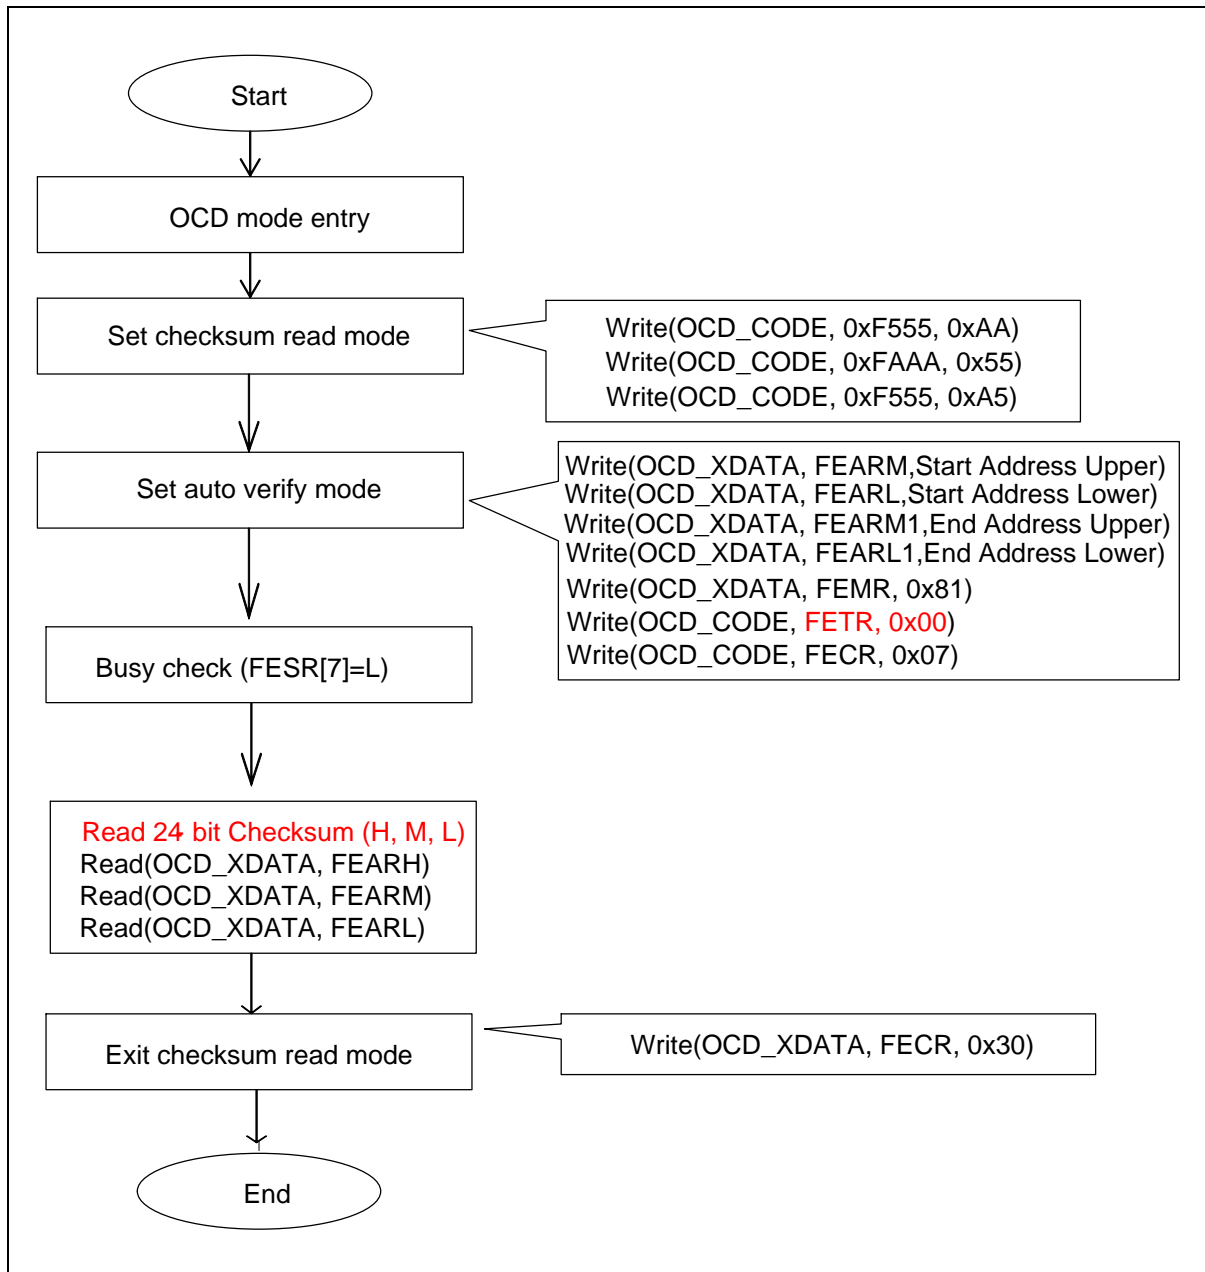 Start
OCD mode entry
Set checksum read mode
Write(OCD_CODE, 0xF555, 0xAA)
Write(OCD_CODE, 0xFAAA, 0x55)
Write(OCD_CODE, 0xF555, 0xA5)
Set auto verify mode
Write(OCD_XDATA, FEARM,Start Address Upper)
Write(OCD_XDATA, FEARL,Start Address Lower)
Write(OCD_XDATA, FEARM1,End Address Upper)
Write(OCD_XDATA, FEARL1,End Address Lower)
Write(OCD_XDATA, FEMR, 0x81)
Write(OCD_CODE, FETR, 0x00)
Write(OCD_CODE, FECR, 0x07)
Busy check (FESR[7]=L)
Read 24 bit Checksum (H, M, L)
Read(OCD_XDATA, FEARH)
Read(OCD_XDATA, FEARM)
Read(OCD_XDATA, FEARL)
Exit checksum read mode
Write(OCD_XDATA, FECR, 0x30)
End